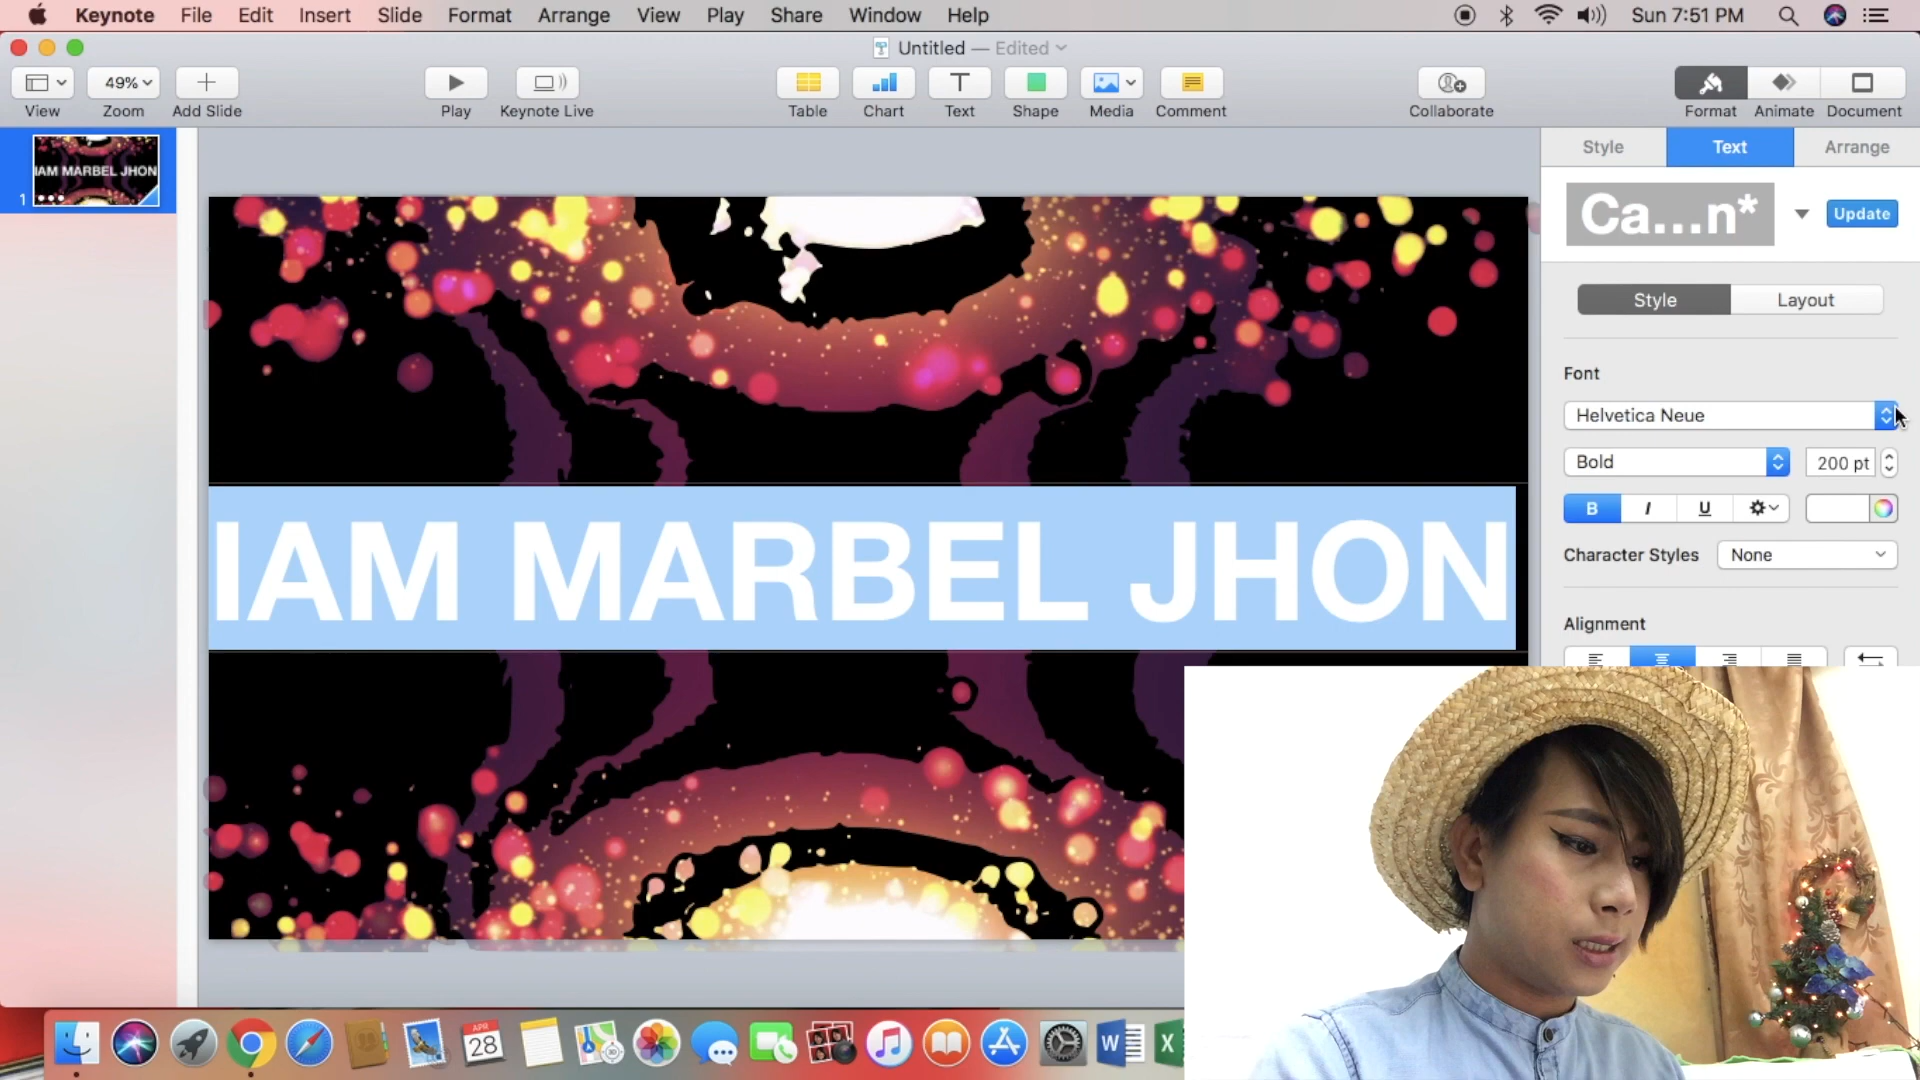 Keynote File Edit Insert Slide Format Arrange View Play Share Window Help Sun 7:51 PM
Untitled — Edited
49%
View Zoom Add Slide Play Keynote Live Table Chart Text Shape Media Comment Collaborate Format Animate Document
Style Text Arrange
IAM MARBEL JHON
1
Ca...n* Update
Style Layout
Font
Helvetica Neue
Bold 200 pt
B I U
Character Styles None
Alignment
IAM MARBEL JHON
APR
28
W X